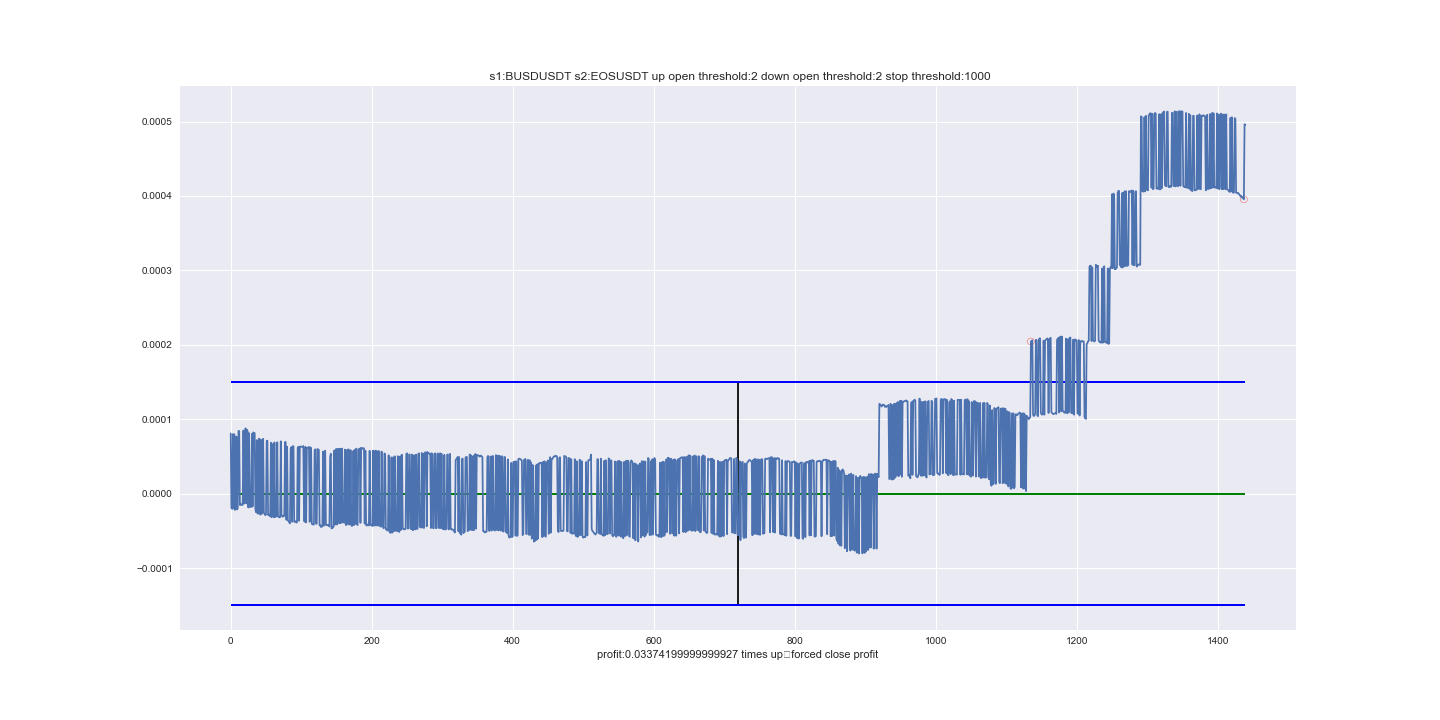 s1:BUSDUSDT s2:EOSUSDT up open threshold:2 down open threshold:2 stop threshold:1000
0.0005
0.0004
0.0003
0.0002
0.0001
0.0000
−0.0001
0 200 400 600 800 1000 1200 1400
profit:0.03374199999999927 times up▯forced close profit